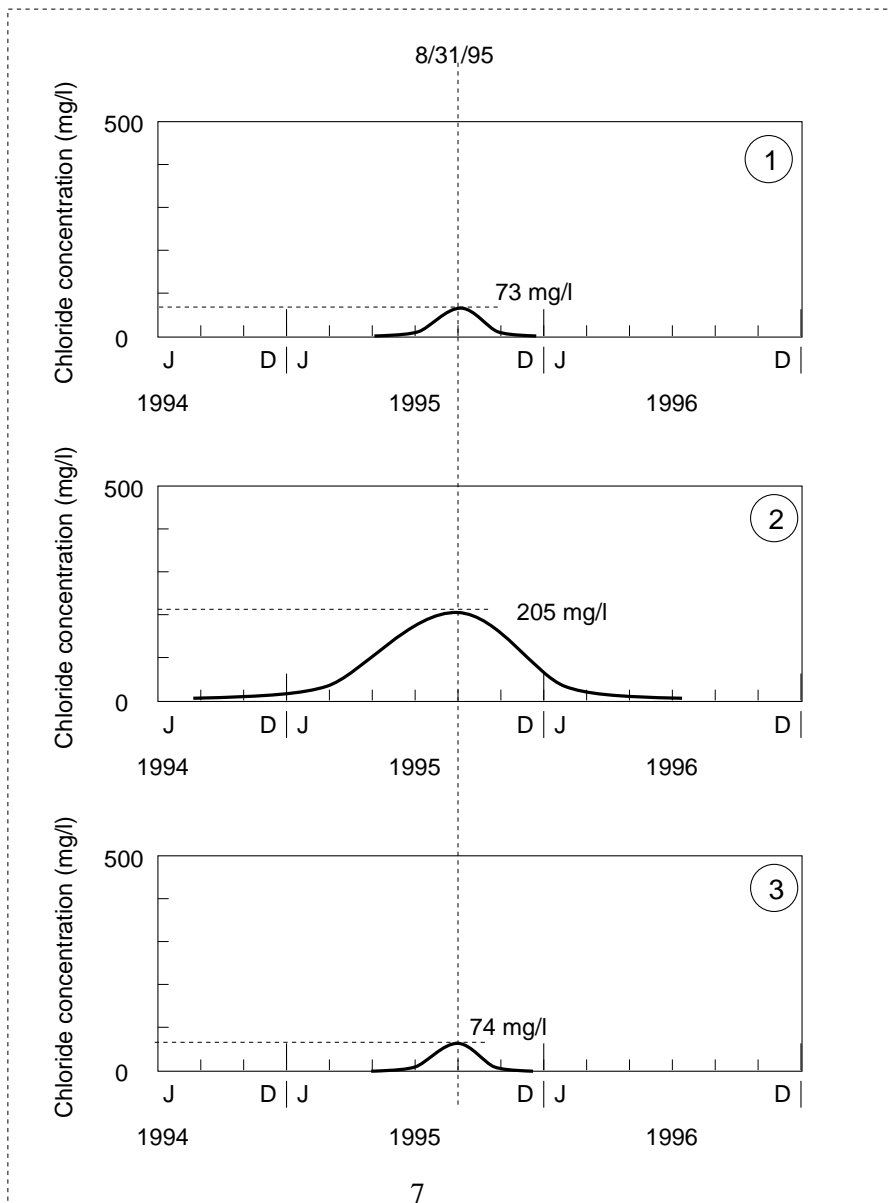 8/31/95
Chloride concentration (mg/l)
500
1
73 mg/l
0
J D J D J D
1994 1995 1996
Chloride concentration (mg/l)
500
2
205 mg/l
0
J D J D J D
1994 1995 1996
Chloride concentration (mg/l)
500
3
74 mg/l
0
J D J D J D
1994 1995 1996
7